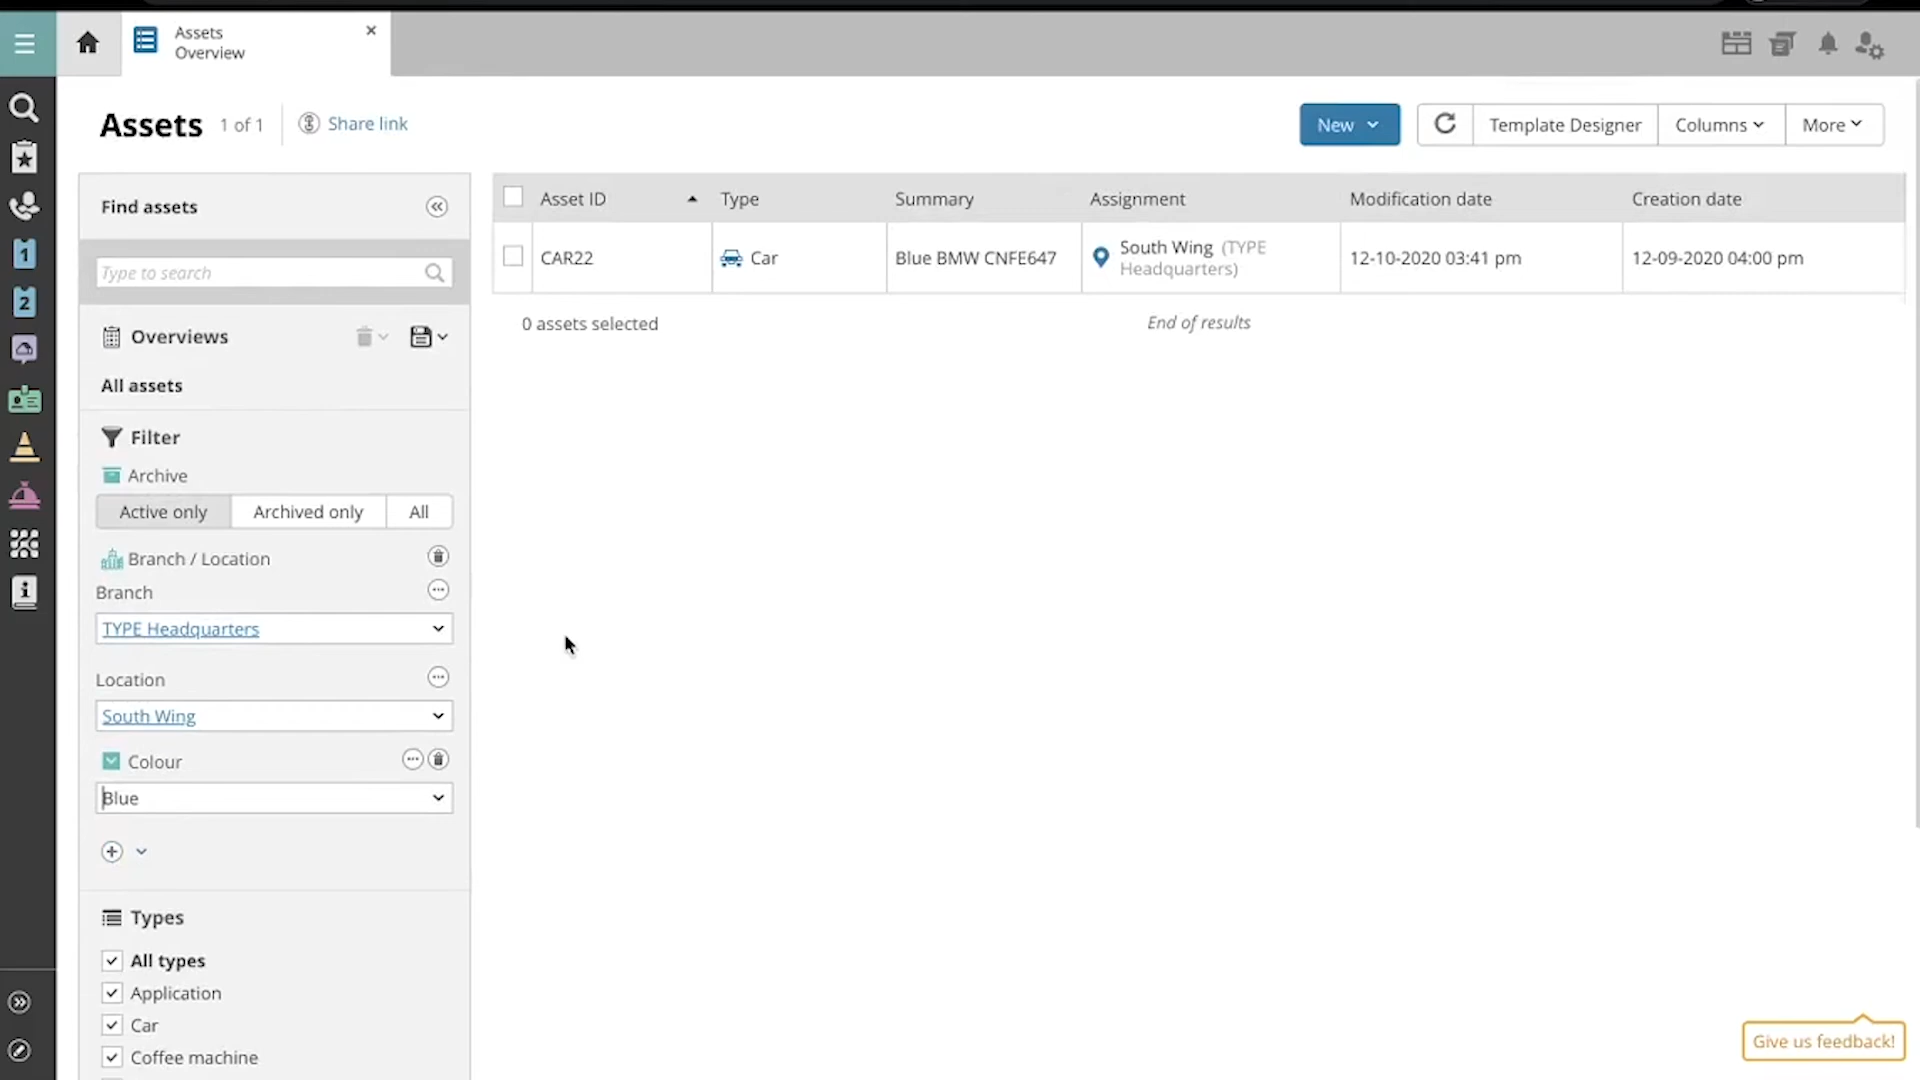 Assets
Overview
Assets 1 of 1 Share link
New Template Designer Columns More
Find assets
Type to search
Overviews
All assets
Filter
Archive
Active only Archived only All
Branch / Location
Branch
TYPE Headquarters
Location
South Wing
Colour
Blue
Types
All types
Application
Car
Coffee machine
Asset ID Type Summary Assignment Modification date Creation date
CAR22 Car Blue BMW CNFE647 South Wing (TYPE
Headquarters) 12-10-2020 03:41 pm 12-09-2020 04:00 pm
0 assets selected End of results
1
2
Give us feedback!